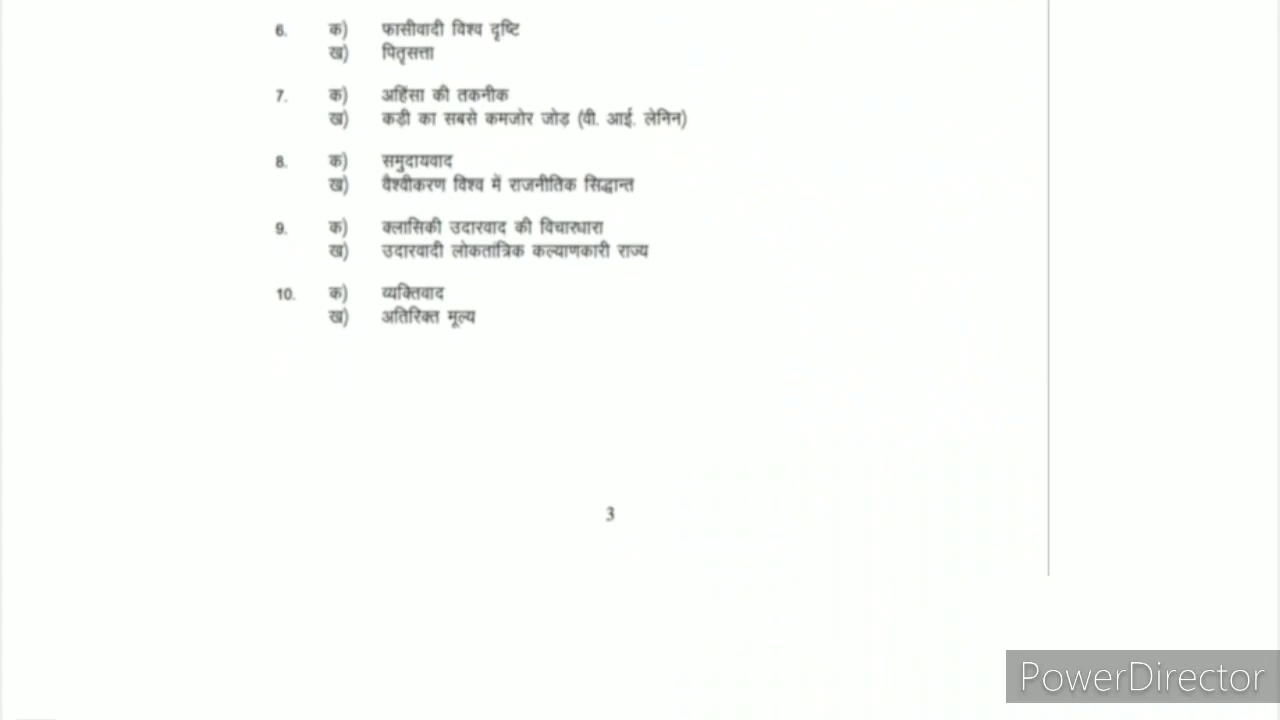 6. क) फासीवादी विश्व दृष्टि
ख) पितृसत्ता
7. क) अहिंसा की तकनीक
ख) कड़ी का सबसे कमजोर जोड़ (वी. आई. लेनिन)
8. क) समुदायवाद
ख) वैश्वीकरण विश्व में राजनीतिक सिद्धान्त
9. क) क्लासिकी उदारवाद की विचारधारा
ख) उदारवादी लोकतांत्रिक कल्याणकारी राज्य
10. क) व्यक्तिवाद
ख) अतिरिक्त मूल्य
3
PowerDirector